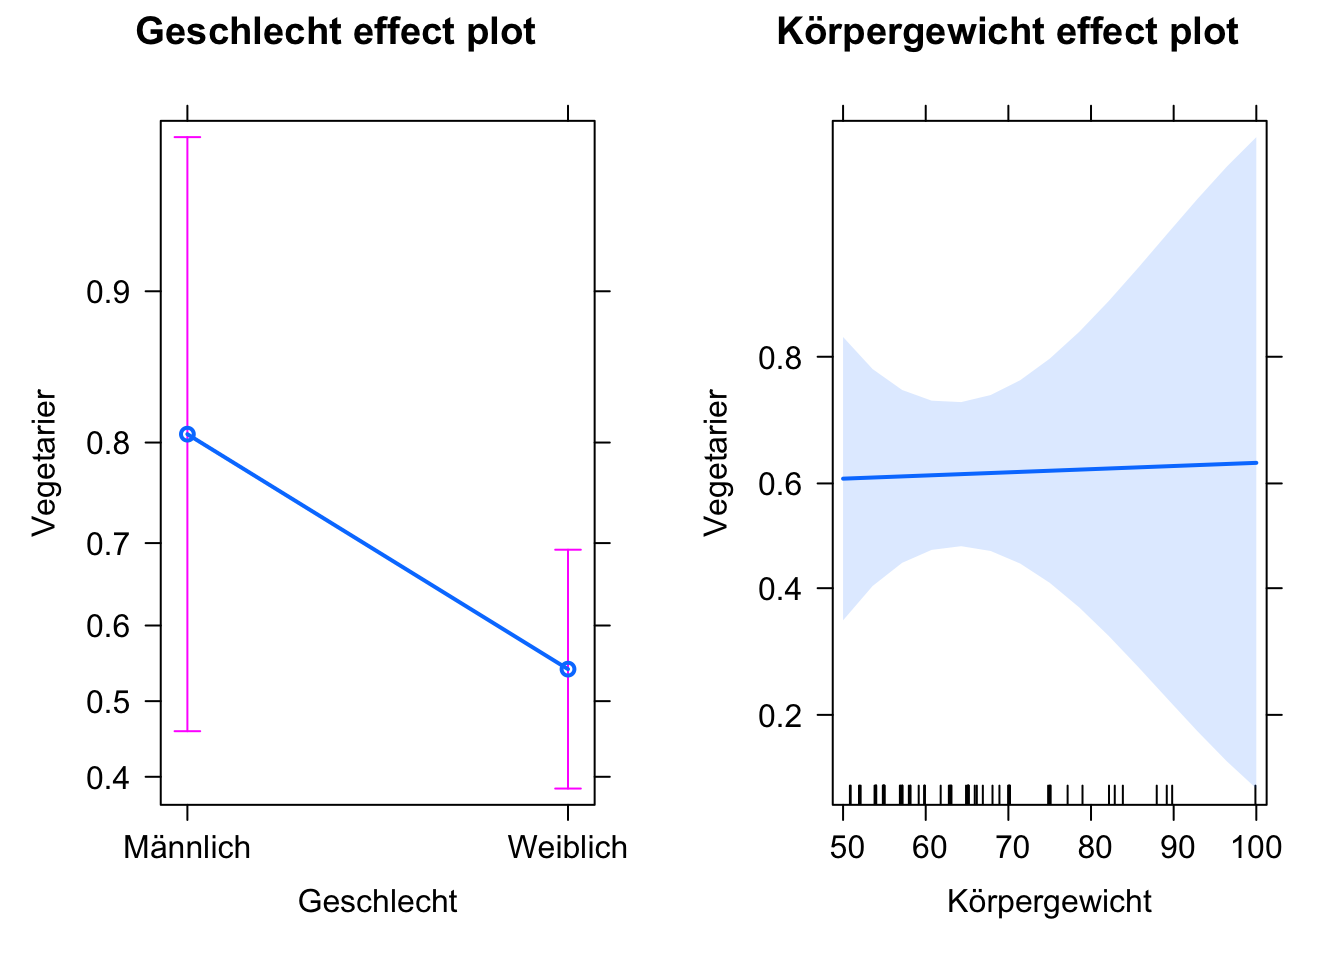 Geschlecht effect plot
Vegetarier
0.9
0.8
0.7
0.6
0.5
0.4
Männlich Weiblich
Geschlecht
Körpergewicht effect plot
Vegetarier
0.8
0.6
0.4
0.2
50 60 70 80 90 100
Körpergewicht